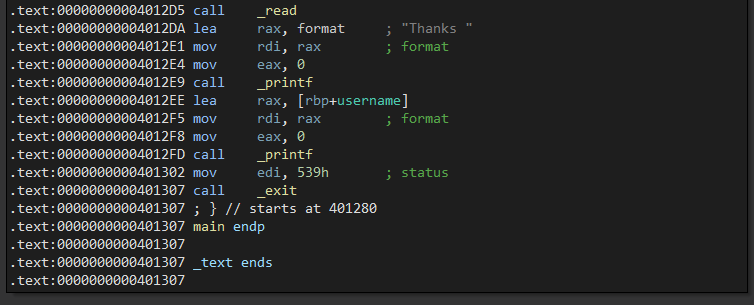 .text:00000000004012D5 call _read
.text:00000000004012DA lea rax, format ; "Thanks "
.text:00000000004012E1 mov rdi, rax ; format
.text:00000000004012E4 mov eax, 0
.text:00000000004012E9 call _printf
.text:00000000004012EE lea rax, [rbp+username]
.text:00000000004012F5 mov rdi, rax ; format
.text:00000000004012F8 mov eax, 0
.text:00000000004012FD call _printf
.text:0000000000401302 mov edi, 539h ; status
.text:0000000000401307 call _exit
.text:0000000000401307 ; } // starts at 401280
.text:0000000000401307 main endp
.text:0000000000401307
.text:0000000000401307 _text ends
.text:0000000000401307